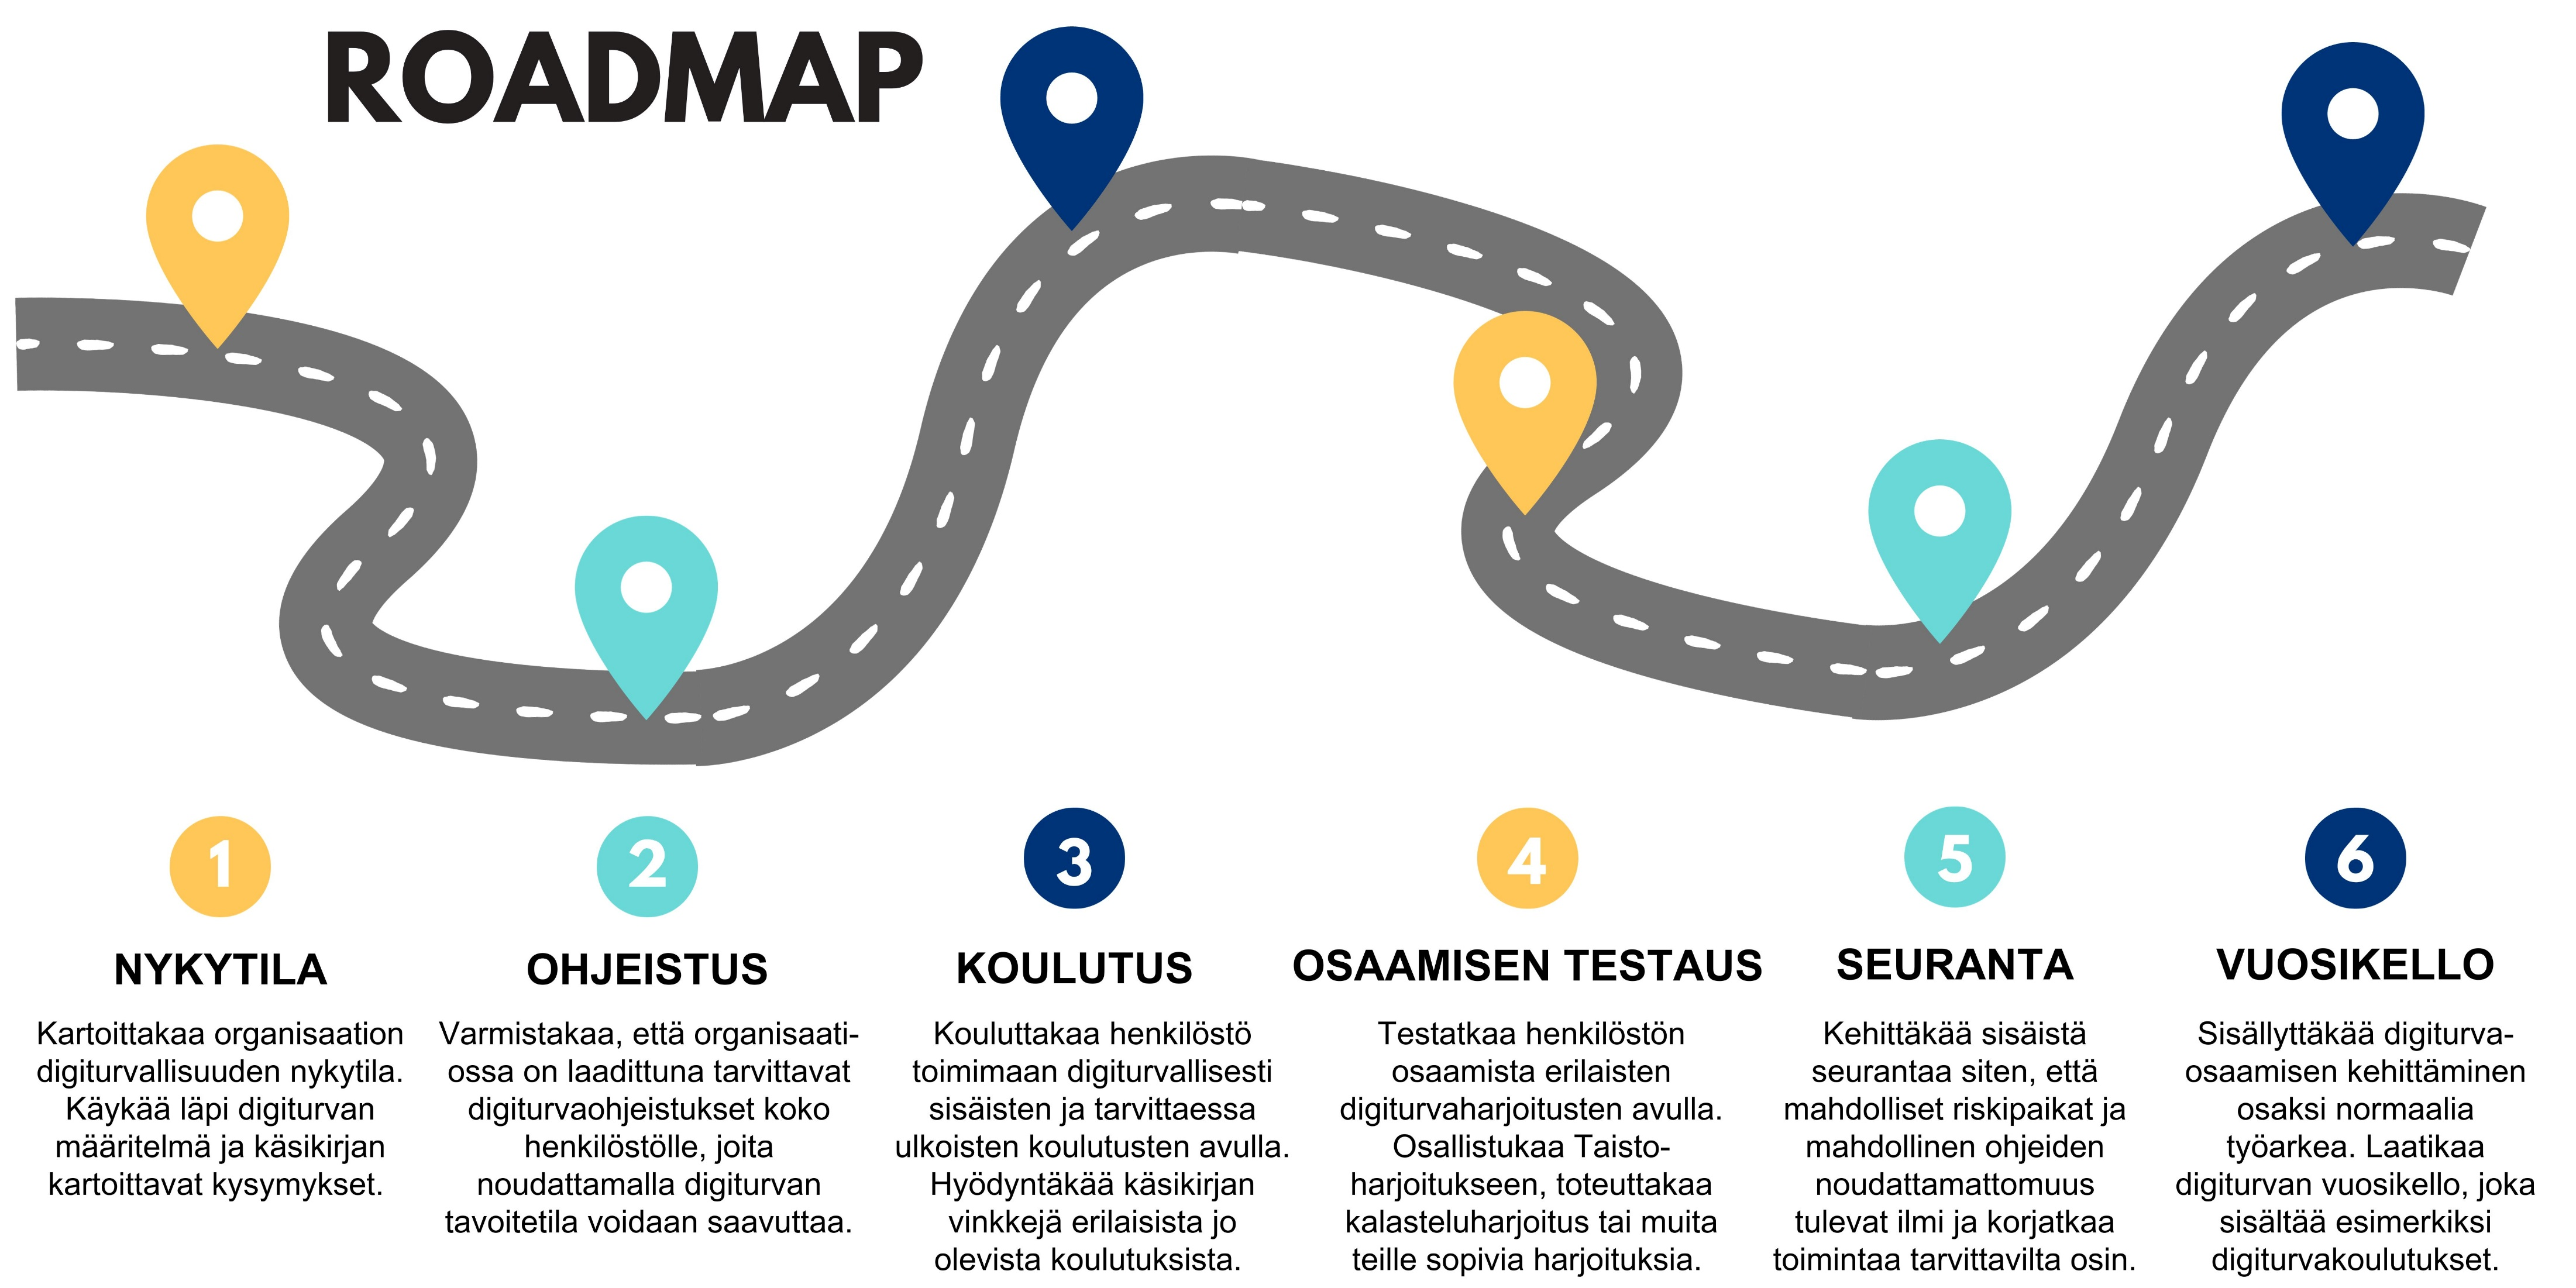 ROADMAP
1
NYKYTILA
Kartoittakaa organisaation
digiturvallisuuden nykytila.
Käykää läpi digiturvan
määritelmä ja käsikirjan
kartoittavat kysymykset.
2
OHJEISTUS
Varmistakaa, että organisaati-
ossa on laadittuna tarvittavat
digiturvaohjeistukset koko
henkilöstölle, joita
noudattamalla digiturvan
tavoitetila voidaan saavuttaa.
3
KOULUTUS
Kouluttakaa henkilöstö
toimimaan digiturvallisesti
sisäisten ja tarvittaessa
ulkoisten koulutusten avulla.
Hyödyntäkää käsikirjan
vinkkejä erilaisista jo
olevista koulutuksista.
4
OSAAMISEN TESTAUS
Testatkaa henkilöstön
osaamista erilaisten
digiturvaharjoitusten avulla.
Osallistukaa Taisto-
harjoitukseen, toteuttakaa
kalasteluharjoitus tai muita
teille sopivia harjoituksia.
5
SEURANTA
Kehittäkää sisäistä
seurantaa siten, että
mahdolliset riskipaikat ja
mahdollinen ohjeiden
noudattamattomuus
tulevat ilmi ja korjatkaa
toimintaa tarvittavilta osin.
6
VUOSIKELLO
Sisällyttäkää digiturva-
osaamisen kehittäminen
osaksi normaalia
työarkea. Laatikaa
digiturvan vuosikello, joka
sisältää esimerkiksi
digiturvakoulutukset.